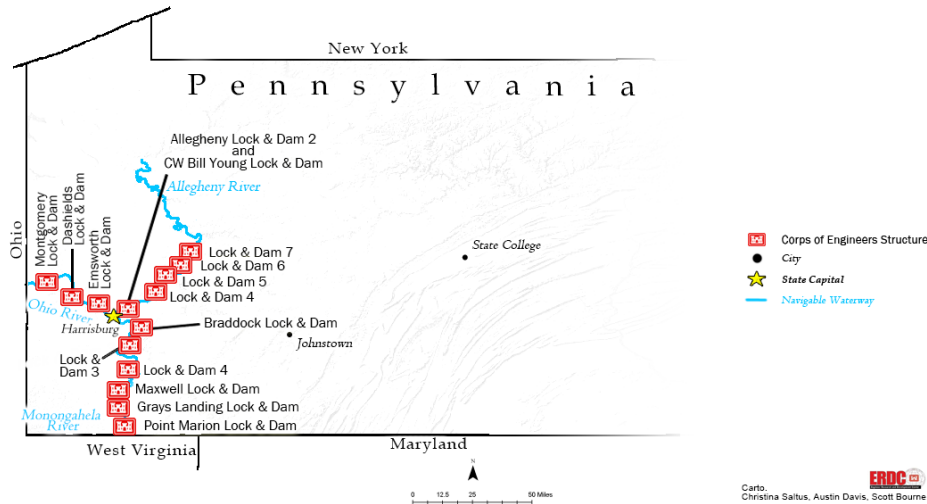 New York
Pennsylvania
Allegheny Lock & Dam 2
and
CW Bill Young Lock & Dam
Allegheny River
Ohio
Montgomery
Lock & Dam
Dashields
Lock & Dam
Emsworth
Lock & Dam
Lock & Dam 7
Lock & Dam 6
Lock & Dam 5
Lock & Dam 4
State College
Ohio River
Harrisburg
Braddock Lock & Dam
Johnstown
Lock &
Dam 3
Lock & Dam 4
Maxwell Lock & Dam
Grays Landing Lock & Dam
Monongahela
River
Point Marion Lock & Dam
West Virginia
Maryland
Corps of Engineers Structure
City
State Capital
Navigable Waterway
N
0 12.5 25 50 Miles
ERDC
Carto.
Christina Saltus, Austin Davis, Scott Bourne